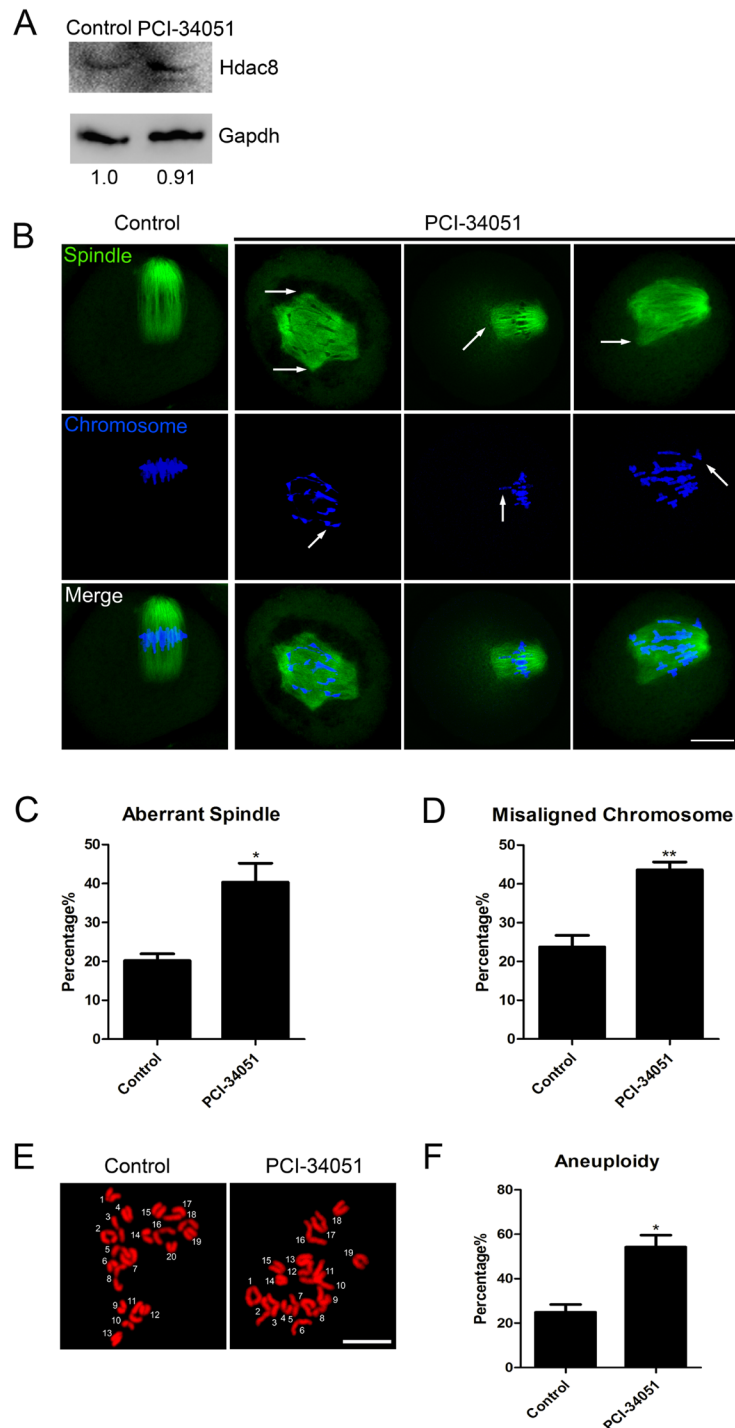 A
Control PCI-34051
Hdac8
Gapdh
1.0 0.91
B
Control PCI-34051
Spindle
Chromosome
Merge
C
Aberrant Spindle
Percentage%
50
40
30
20
10
0
*
Control
PCI-34051
D
Misaligned Chromosome
Percentage%
50
40
30
20
10
0
**
Control
PCI-34051
E
Control PCI-34051
1
4
3
2
5
6
8
7
15
17
18
16
14
19
20
9
11
10
12
13
18
16
17
19
15
13
12
14
11
10
1
2
3
4
5
7
6
8
9
F
Aneuploidy
Percentage%
80
60
40
20
0
*
Control
PCI-34051